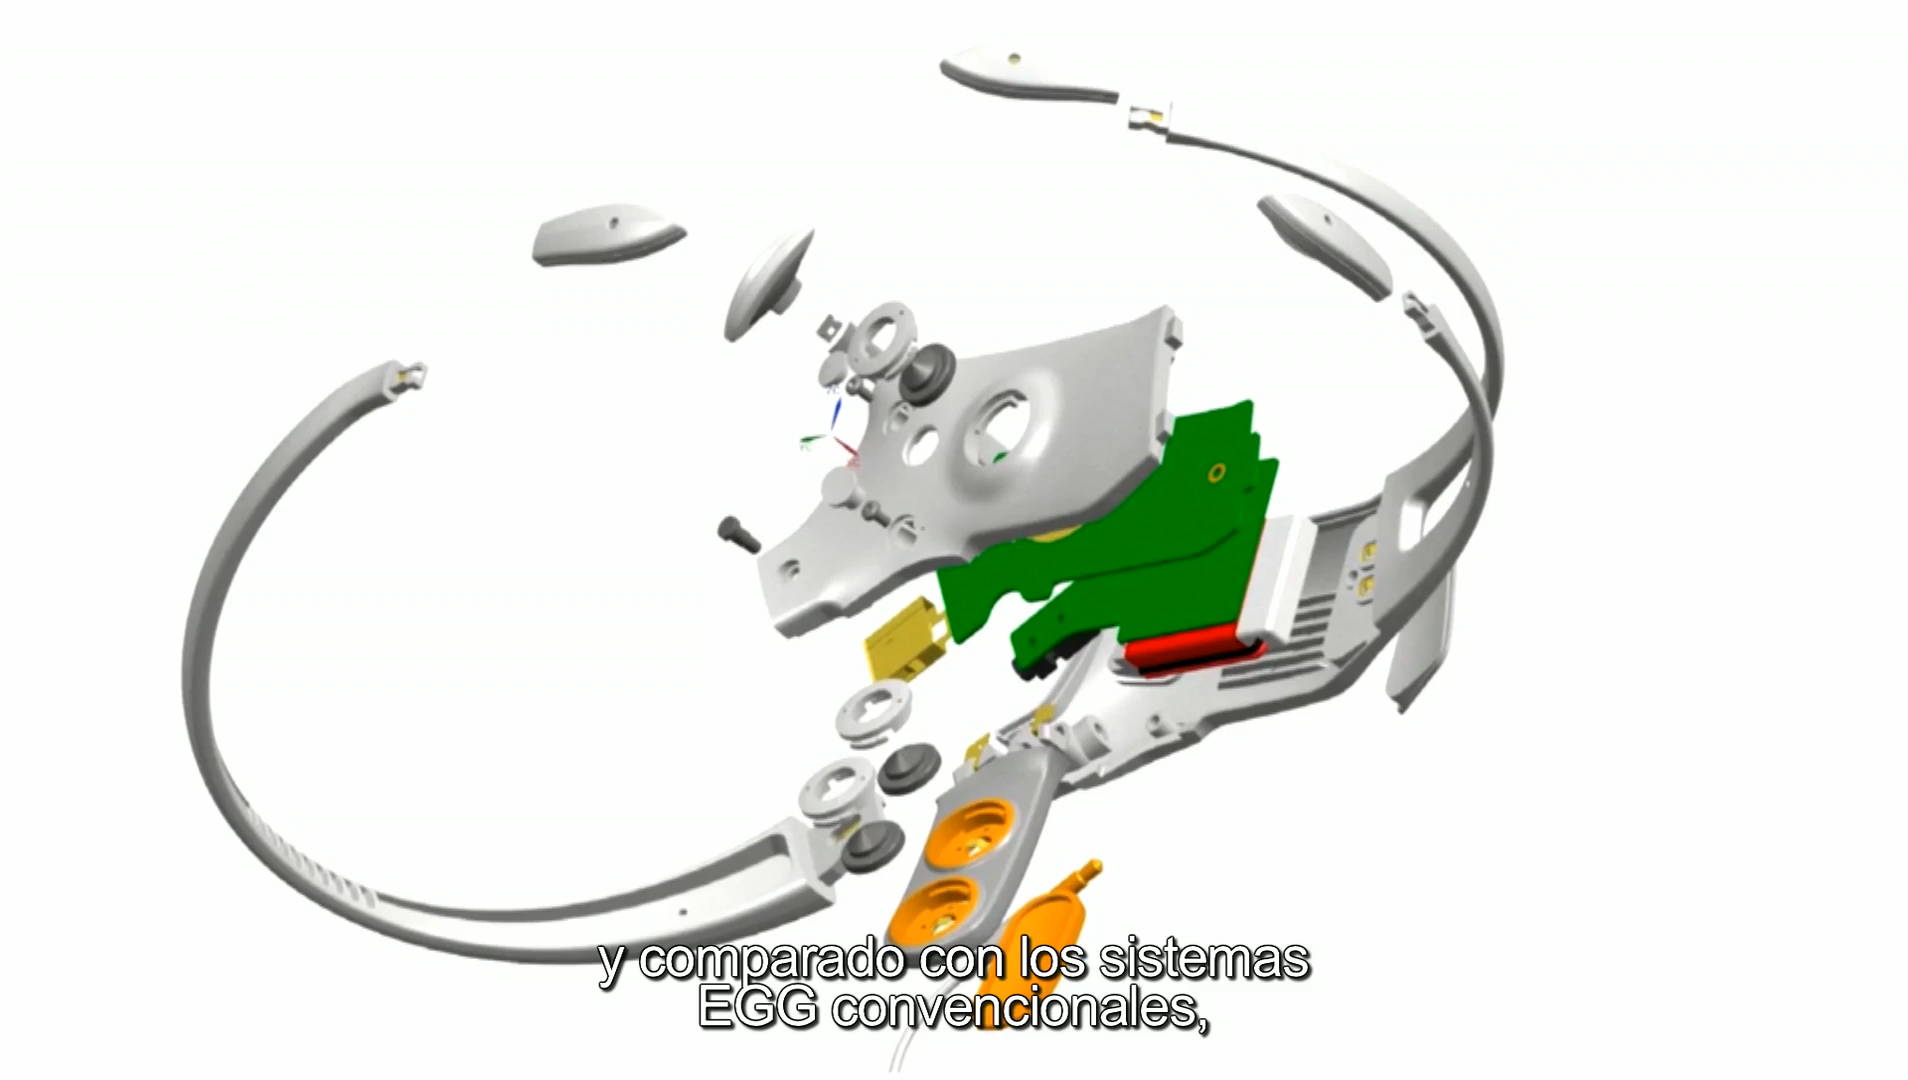 y comparado con los sistemas
EGG convencionales,